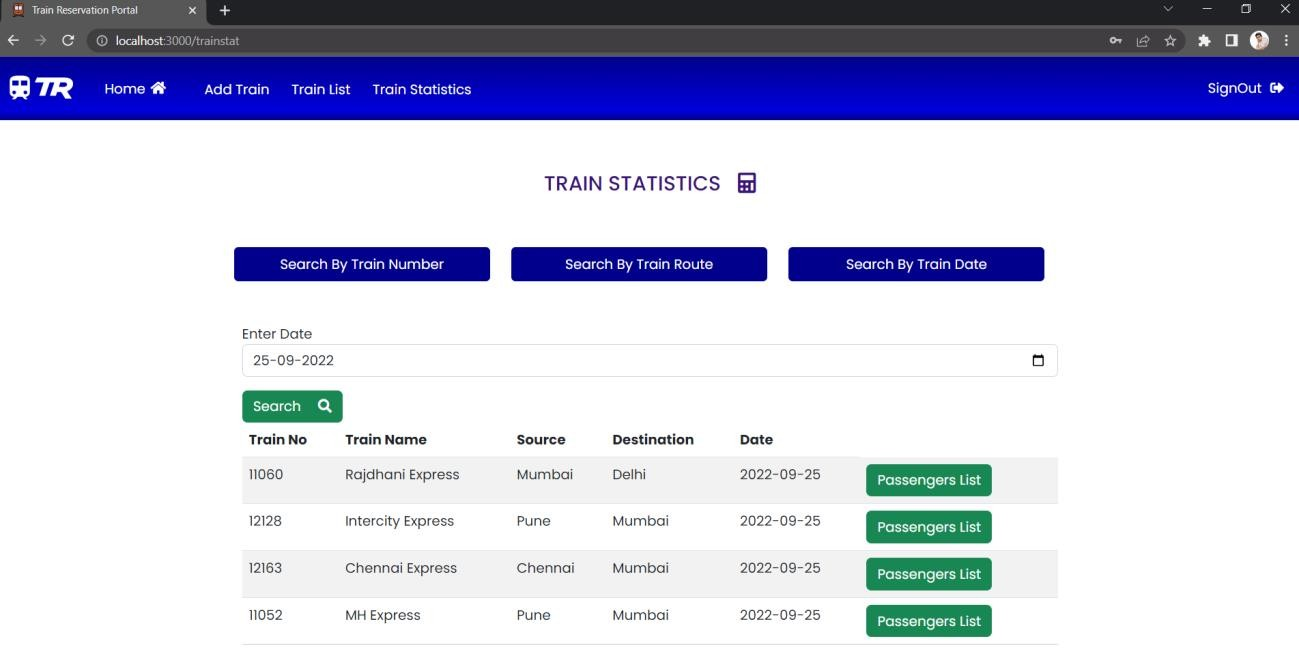 Train Reservation Portal
localhost:3000/trainstat
TR Home Add Train Train List Train Statistics SignOut
TRAIN STATISTICS
Search By Train Number Search By Train Route Search By Train Date
Enter Date
25-09-2022
Search
Train No Train Name Source Destination Date
11060 Rajdhani Express Mumbai Delhi 2022-09-25 Passengers List
12128 Intercity Express Pune Mumbai 2022-09-25 Passengers List
12163 Chennai Express Chennai Mumbai 2022-09-25 Passengers List
11052 MH Express Pune Mumbai 2022-09-25 Passengers List